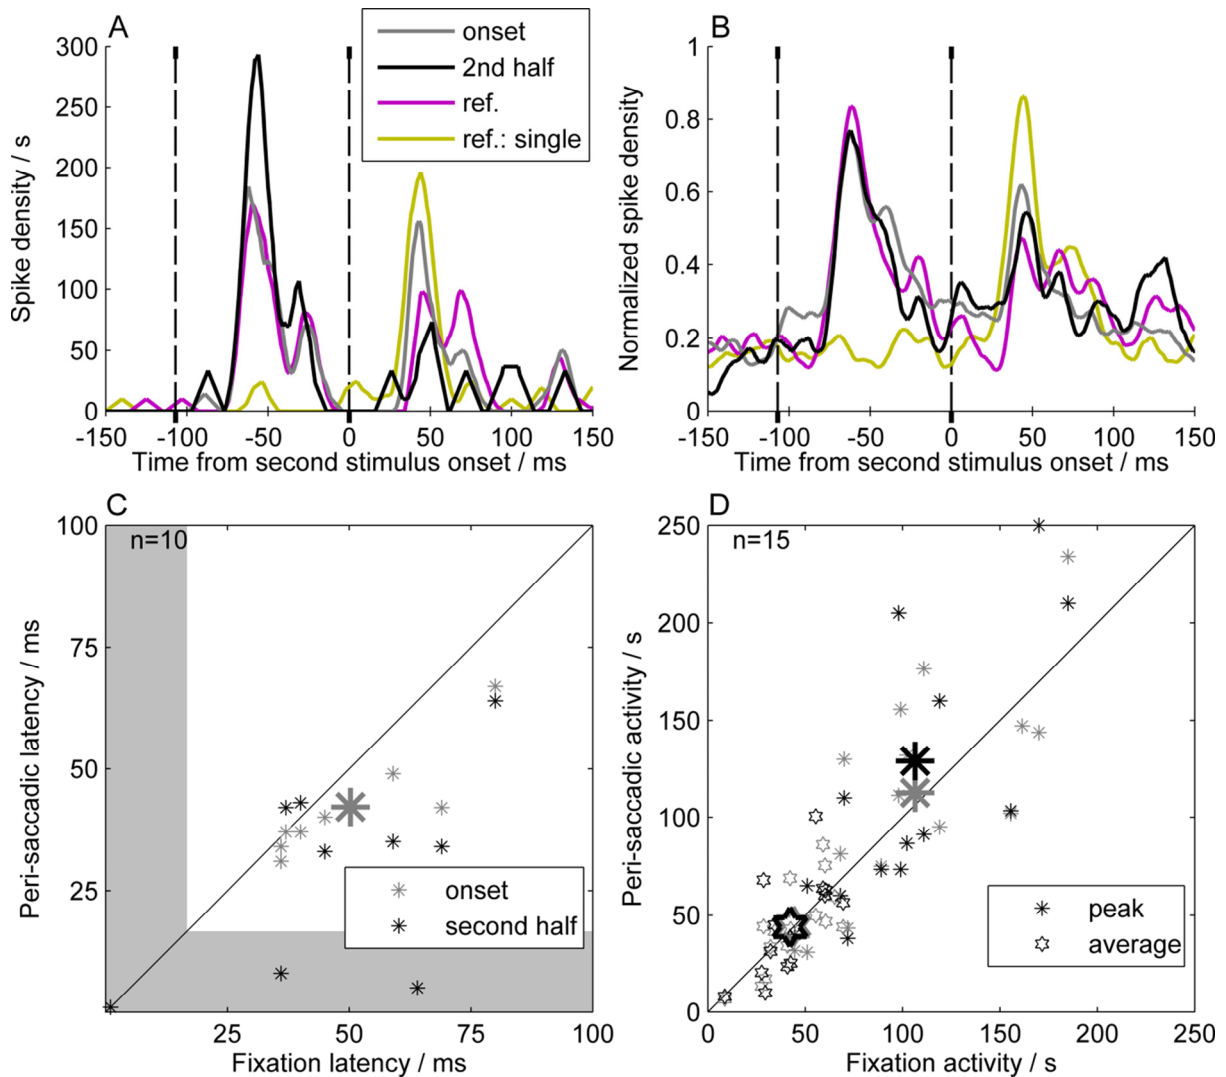 A
onset
2nd half
ref.
ref.: single
300
250
200
150
100
50
0
Spike density / s
-150 -100 -50 0 50 100 150
Time from second stimulus onset / ms
B
1
0.8
0.6
0.4
0.2
0
Normalized spike density
-150 -100 -50 0 50 100 150
Time from second stimulus onset / ms
C
n=10
100
75
50
25
Peri-saccadic latency / ms
onset
second half
25 50 75 100
Fixation latency / ms
D
n=15
250
200
150
100
50
0
Peri-saccadic activity / s
peak
average
0 50 100 150 200 250
Fixation activity / s